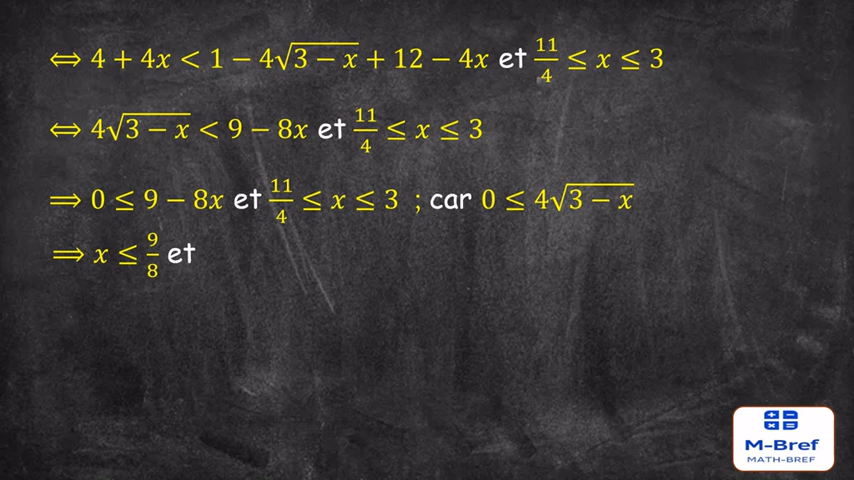 ⟺ 4 + 4x < 1 − 4√(3 − x) + 12 − 4x et 11/4 ≤ x ≤ 3
⟺ 4√(3 − x) < 9 − 8x et 11/4 ≤ x ≤ 3
⟹ 0 ≤ 9 − 8x et 11/4 ≤ x ≤ 3 ; car 0 ≤ 4√(3 − x)
⟹ x ≤ 9/8 et
M-Bref
MATH-BREF